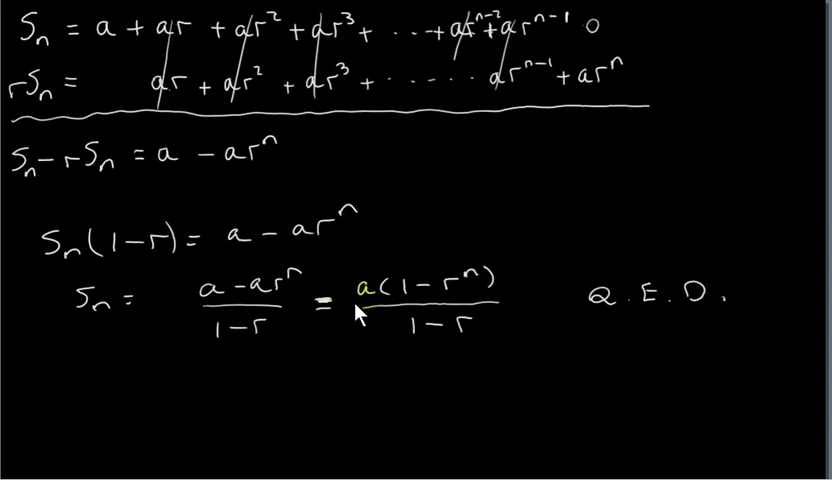 Sₙ = a + ar + ar² + ar³ + ⋯ + arⁿ⁻² + arⁿ⁻¹ 0
rSₙ = ar + ar² + ar³ + ⋯⋯ arⁿ⁻¹ + arⁿ
Sₙ − rSₙ = a − arⁿ
Sₙ(1−r) = a − arⁿ
Sₙ = (a − arⁿ)/(1−r) = a(1 − rⁿ)/(1−r) Q.E.D.